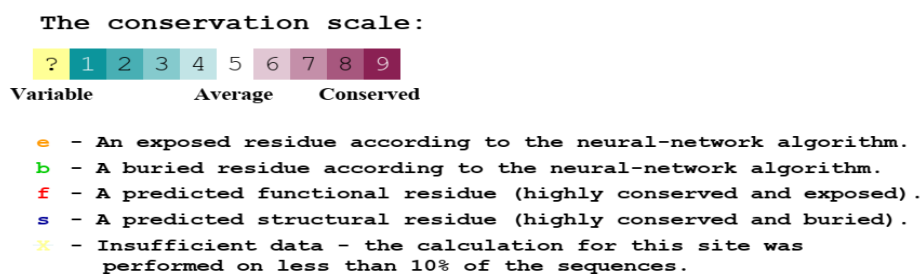 The conservation scale:
? 1 2 3 4 5 6 7 8 9
Variable Average Conserved
e - An exposed residue according to the neural-network algorithm.
b - A buried residue according to the neural-network algorithm.
f - A predicted functional residue (highly conserved and exposed).
s - A predicted structural residue (highly conserved and buried).
X - Insufficient data - the calculation for this site was
performed on less than 10% of the sequences.